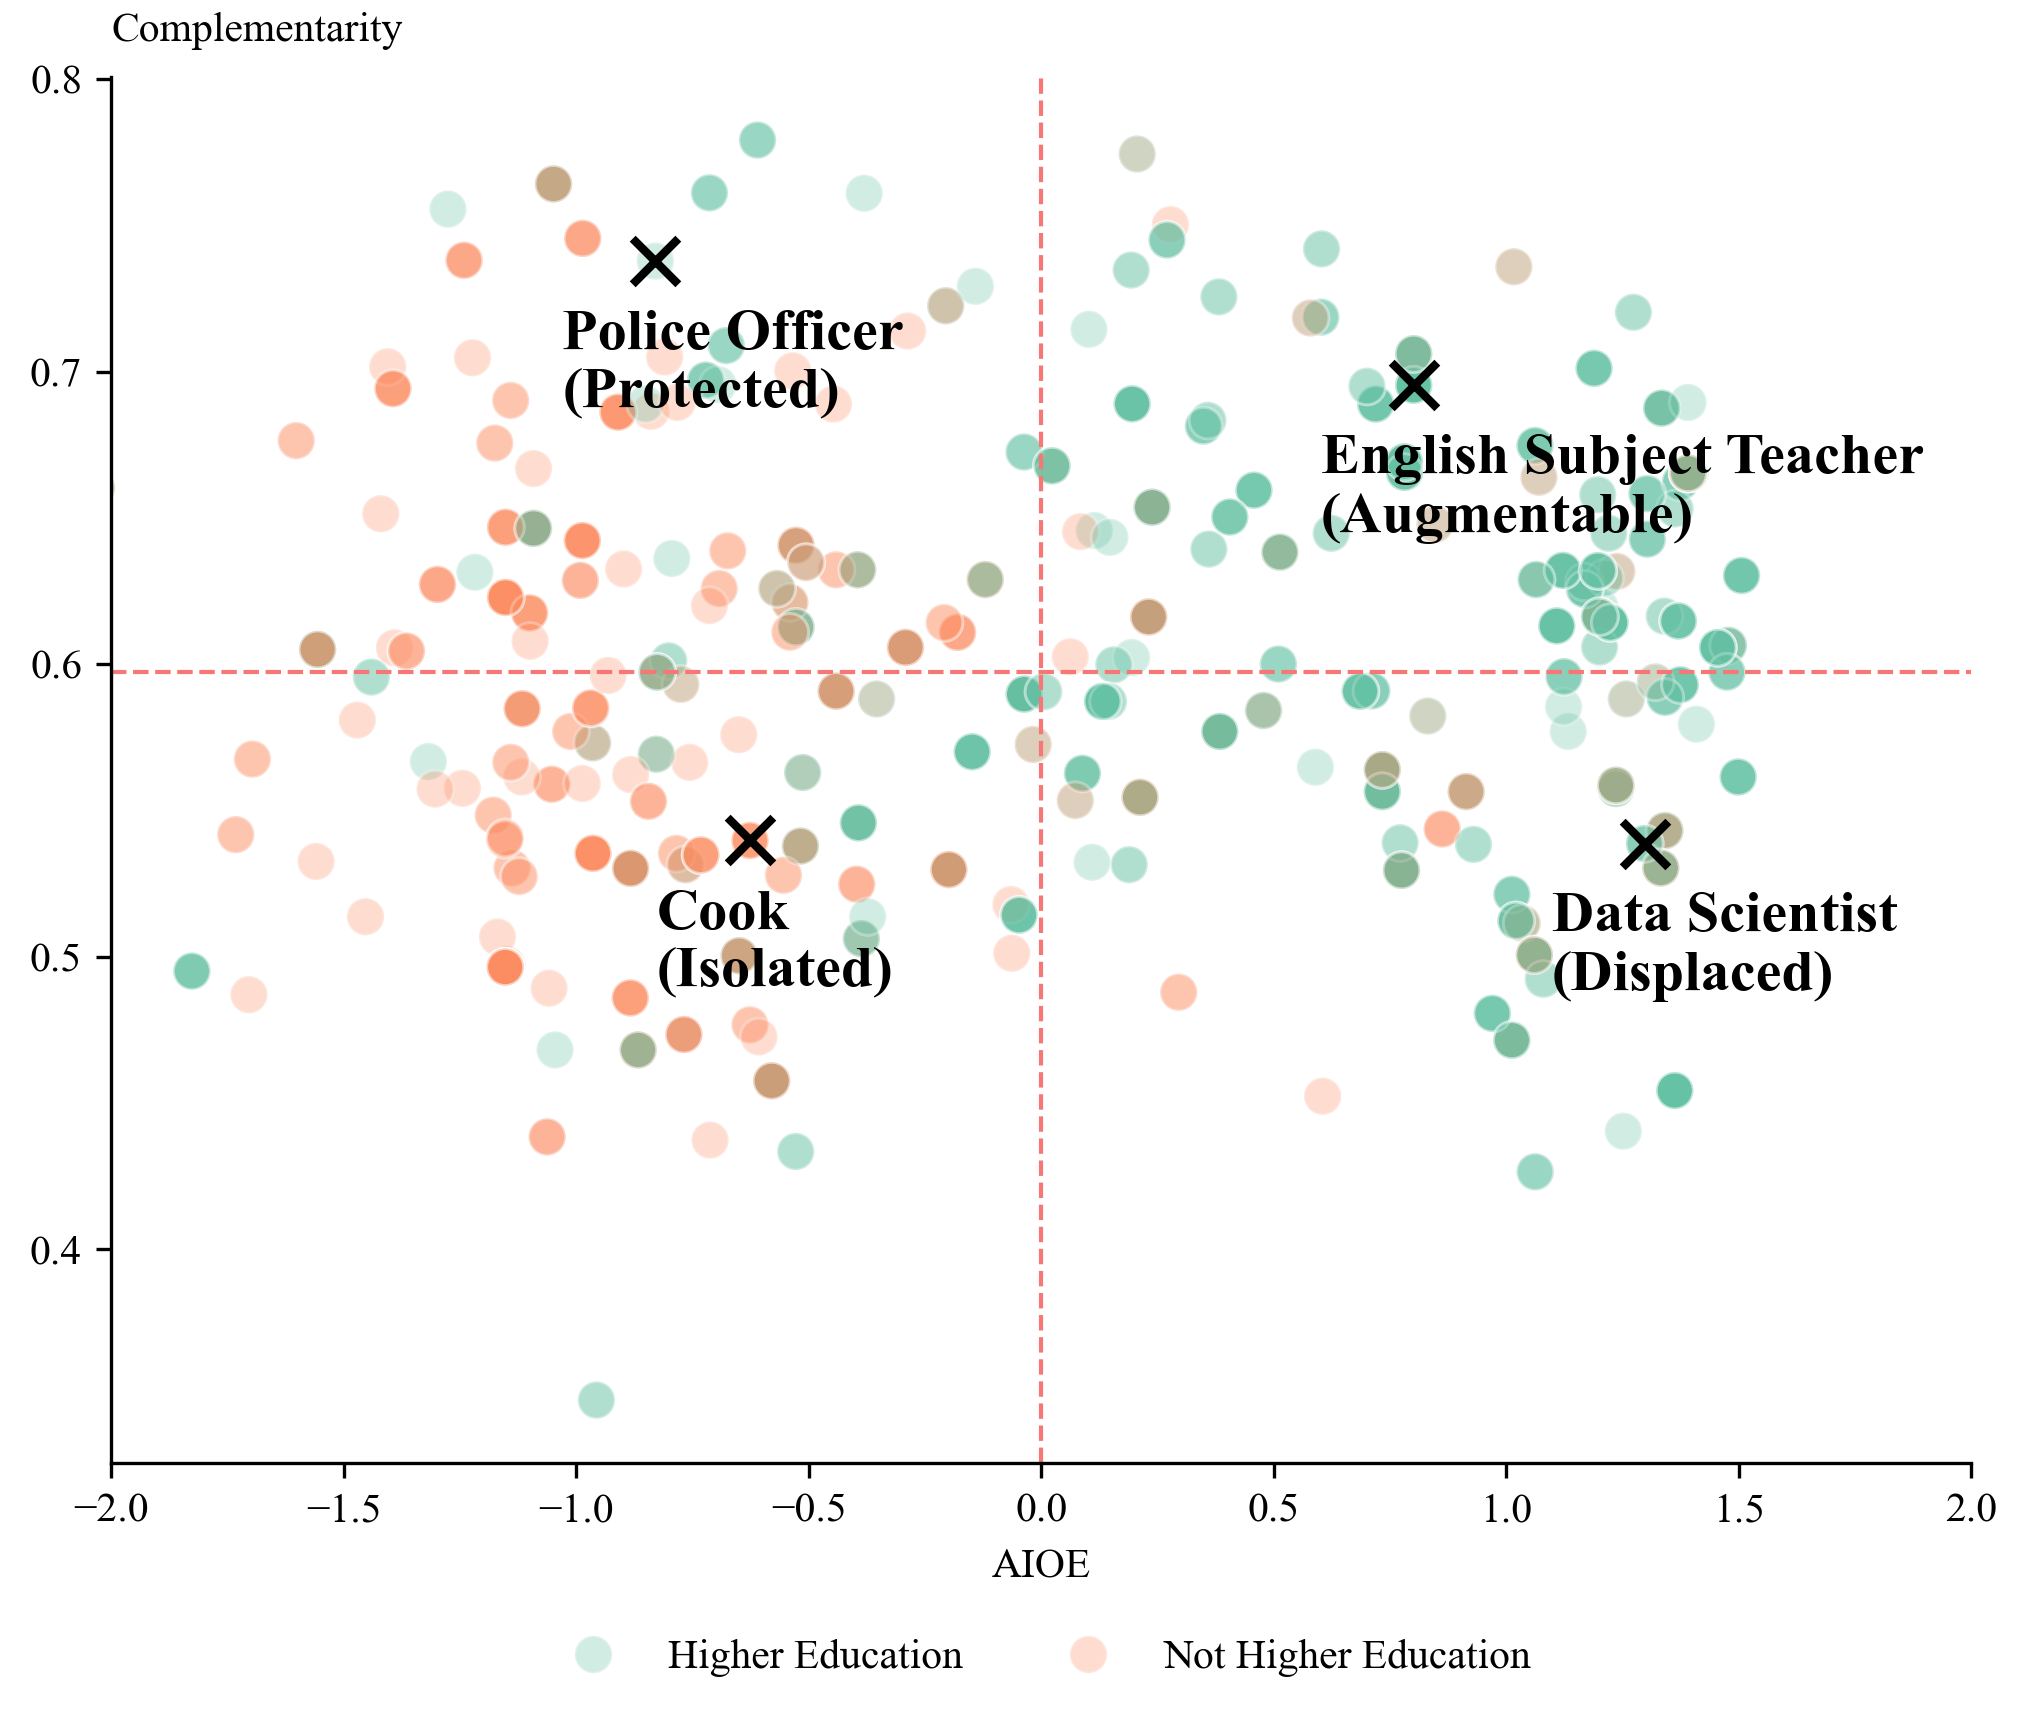 Complementarity
0.8
0.7
0.6
0.5
0.4
Police Officer
(Protected)
English Subject Teacher
(Augmentable)
Cook
(Isolated)
Data Scientist
(Displaced)
−2.0 −1.5 −1.0 −0.5 0.0 0.5 1.0 1.5 2.0
AIOE
Higher Education Not Higher Education